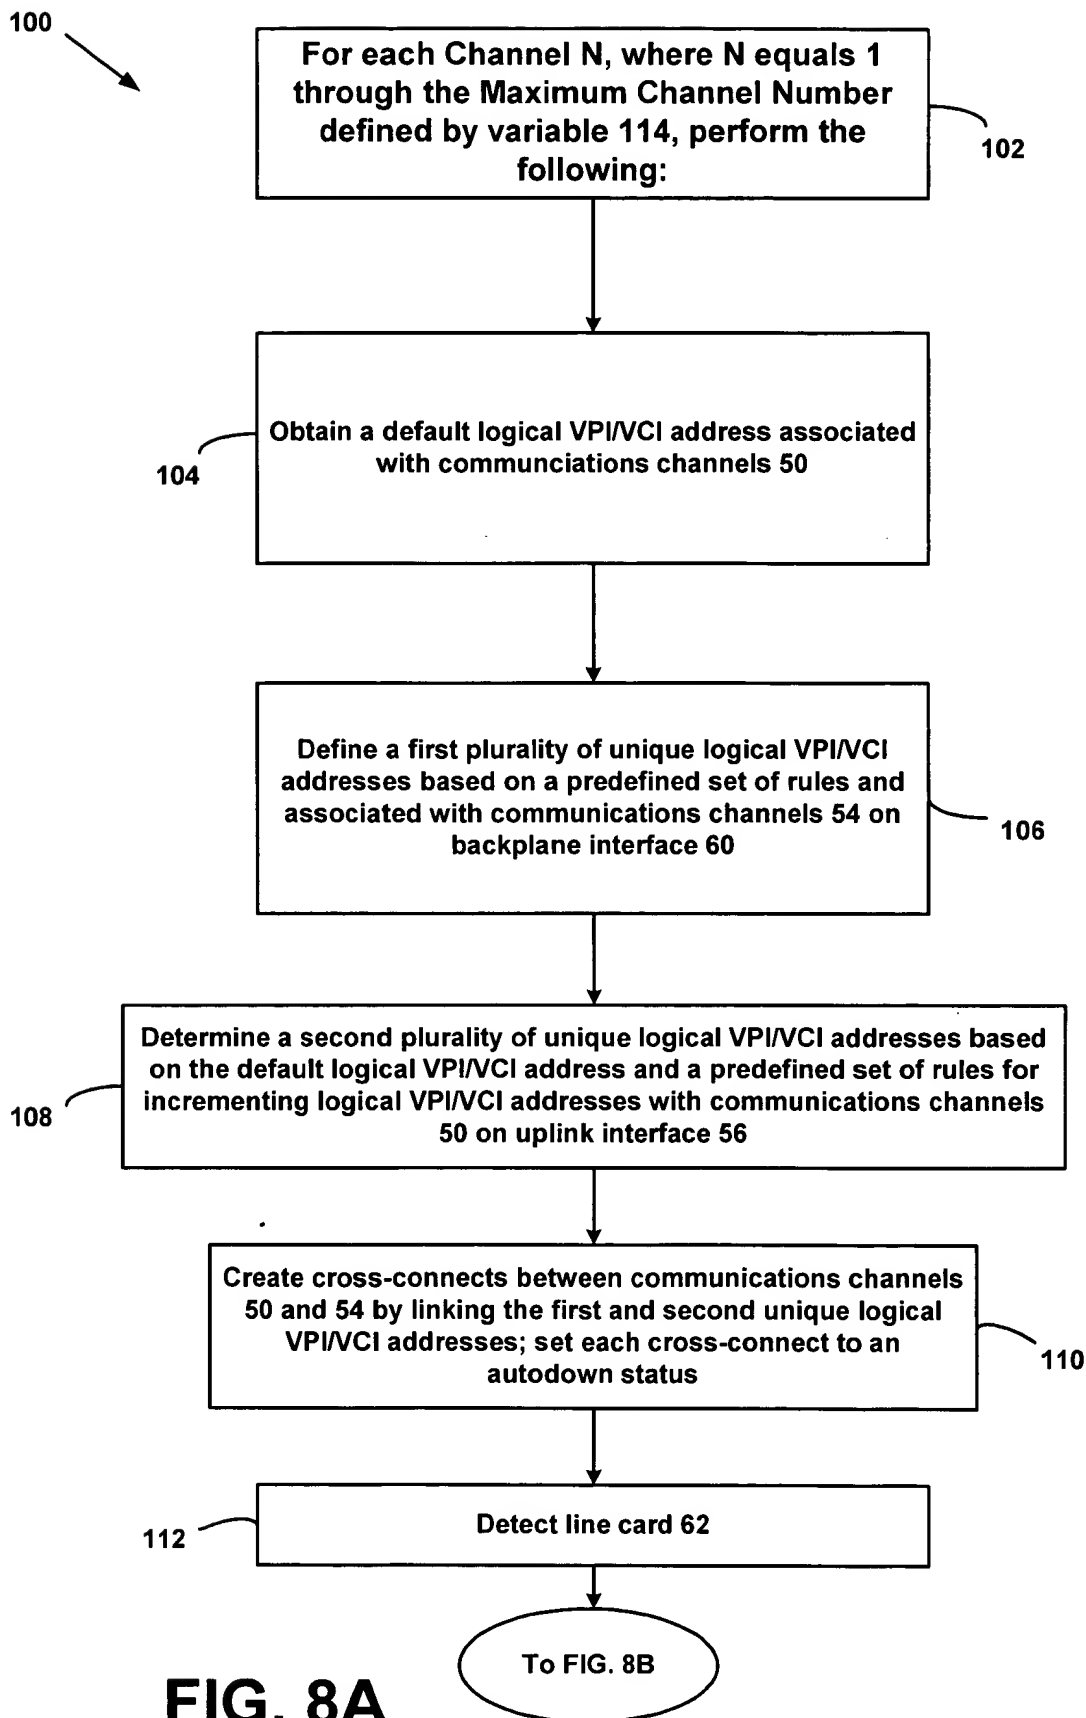 100
For each Channel N, where N equals 1
through the Maximum Channel Number
defined by variable 114, perform the
following:
102
Obtain a default logical VPI/VCI address associated
with communciations channels 50
104
Define a first plurality of unique logical VPI/VCI
addresses based on a predefined set of rules and
associated with communications channels 54 on
backplane interface 60
106
Determine a second plurality of unique logical VPI/VCI addresses based
on the default logical VPI/VCI address and a predefined set of rules for
incrementing logical VPI/VCI addresses with communications channels
50 on uplink interface 56
108
Create cross-connects between communications channels
50 and 54 by linking the first and second unique logical
VPI/VCI addresses; set each cross-connect to an
autodown status
110
Detect line card 62
112
To FIG. 8B
FIG. 8A